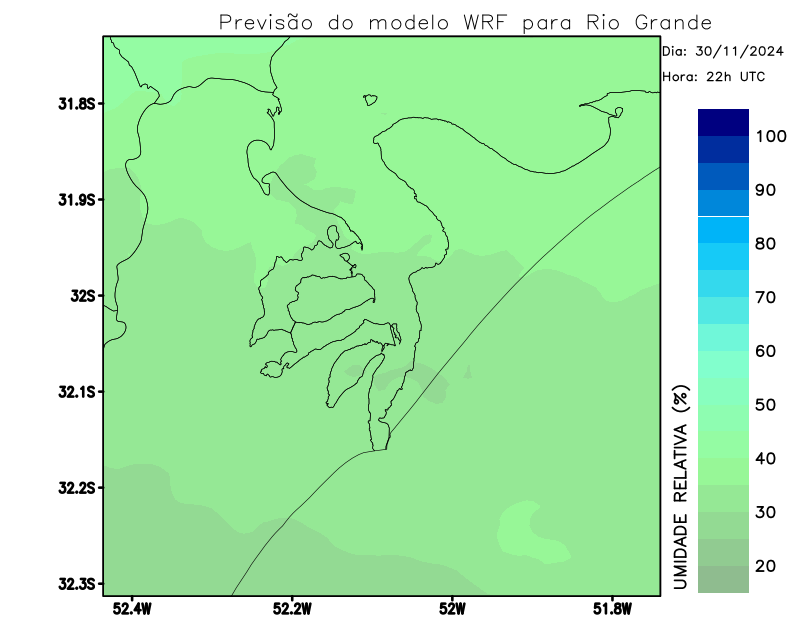 Previsão do modelo WRF para Rio Grande
Dia: 30/11/2024
Hora: 22h UTC
31.8S
31.9S
32S
32.1S
32.2S
32.3S
52.4W
52.2W
52W
51.8W
UMIDADE RELATIVA (%)
100
90
80
70
60
50
40
30
20